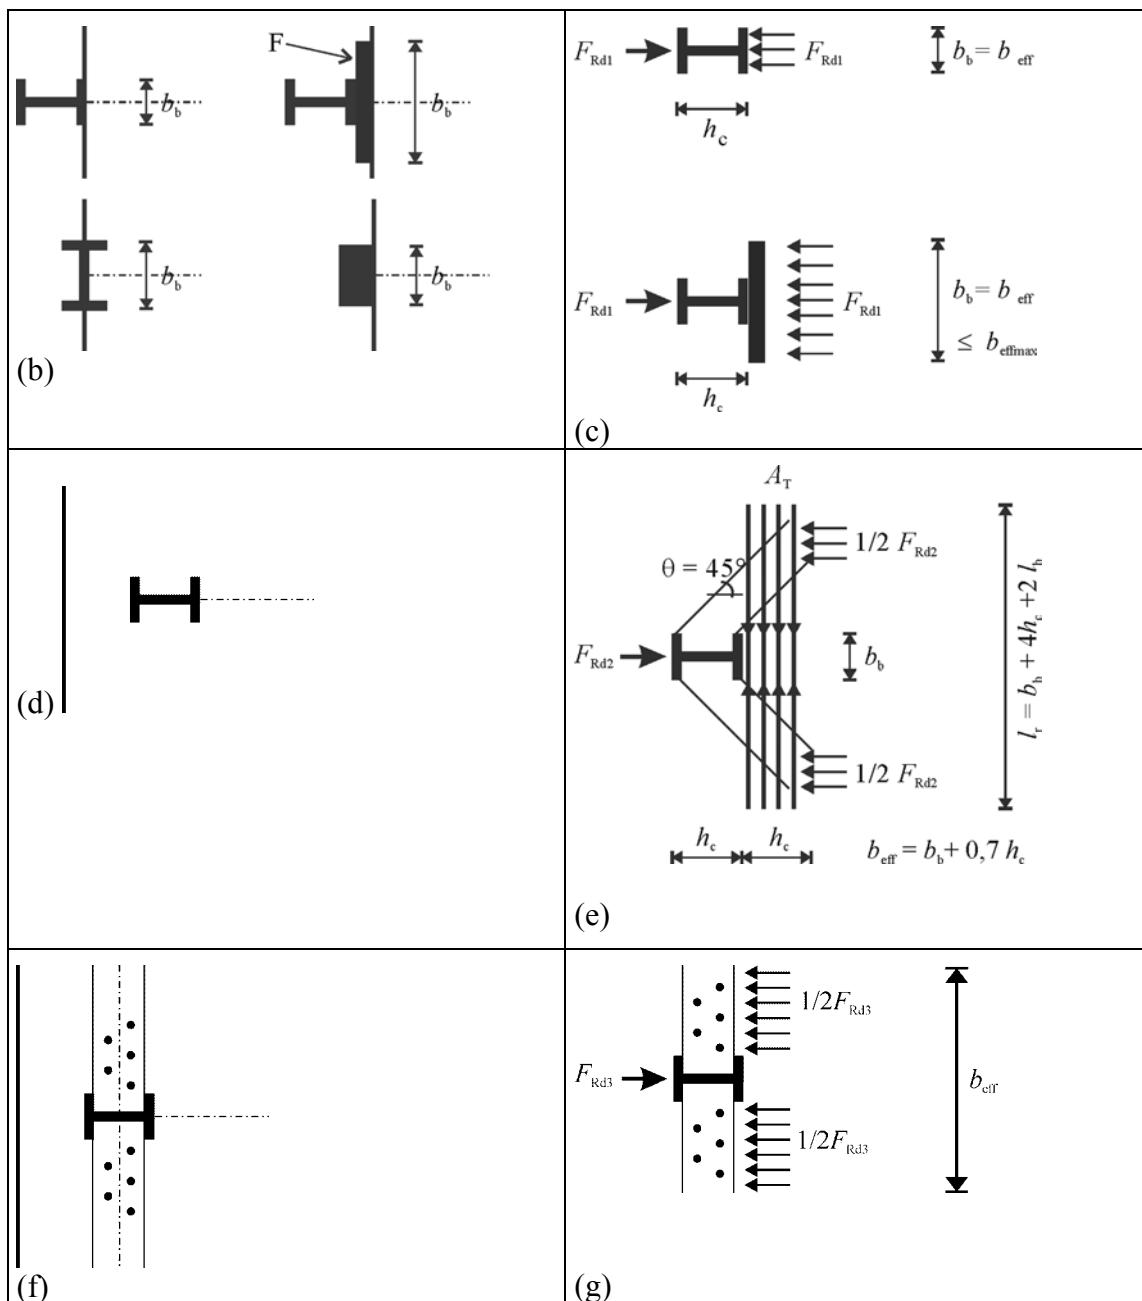 F
b_b
b_b
b_b
b_b
(b)
F_Rd1
F_Rd1
b_b = b_eff
h_c
F_Rd1
F_Rd1
b_b = b_eff
≤ b_effmax
h_c
(c)
(d)
A_T
1/2 F_Rd2
θ = 45°
F_Rd2
b_b
l_r = b_b + 4h_c + 2 l_b
1/2 F_Rd2
h_c
h_c
b_eff = b_b + 0,7 h_c
(e)
(f)
1/2F_Rd3
F_Rd3
b_eff
1/2F_Rd3
(g)